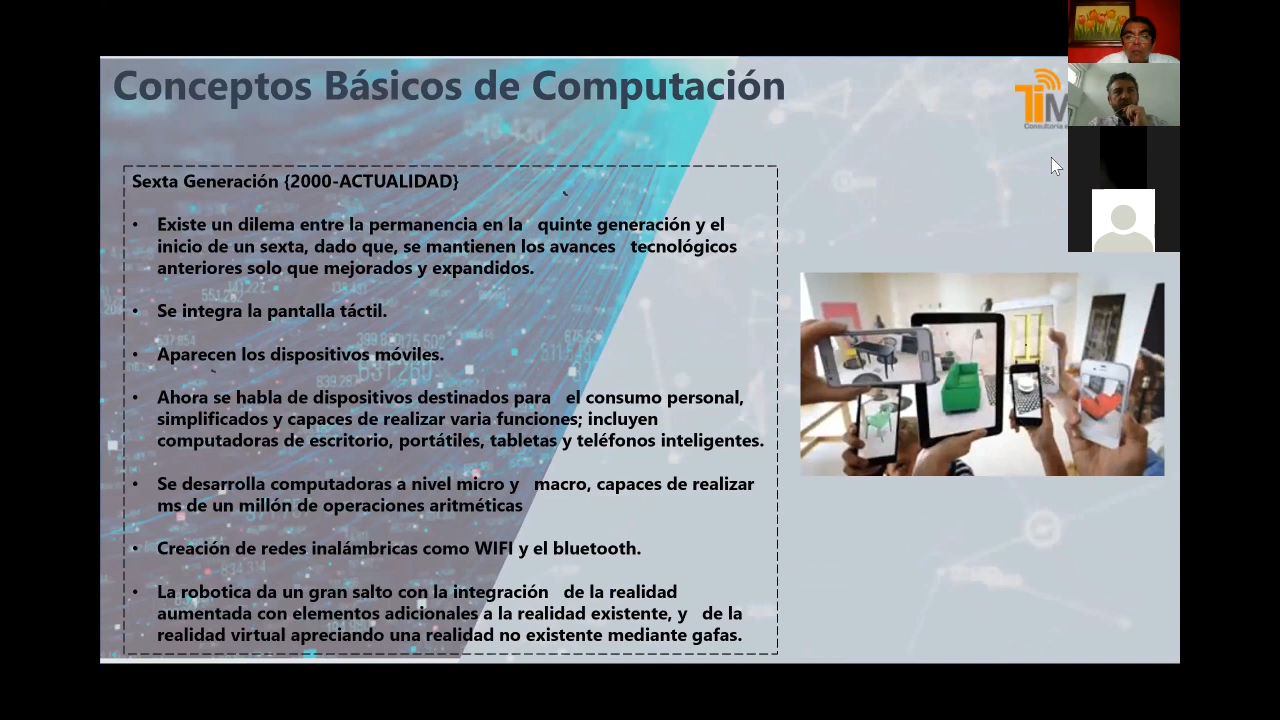 Conceptos Básicos de Computación
TiM
Consultoría
Sexta Generación {2000-ACTUALIDAD}
• Existe un dilema entre la permanencia en la quinte generación y el
inicio de un sexta, dado que, se mantienen los avances tecnológicos
anteriores solo que mejorados y expandidos.
• Se integra la pantalla táctil.
• Aparecen los dispositivos móviles.
• Ahora se habla de dispositivos destinados para el consumo personal,
simplificados y capaces de realizar varia funciones; incluyen
computadoras de escritorio, portátiles, tabletas y teléfonos inteligentes.
• Se desarrolla computadoras a nivel micro y macro, capaces de realizar
ms de un millón de operaciones aritméticas
• Creación de redes inalámbricas como WIFI y el bluetooth.
• La robotica da un gran salto con la integración de la realidad
aumentada con elementos adicionales a la realidad existente, y de la
realidad virtual apreciando una realidad no existente mediante gafas.